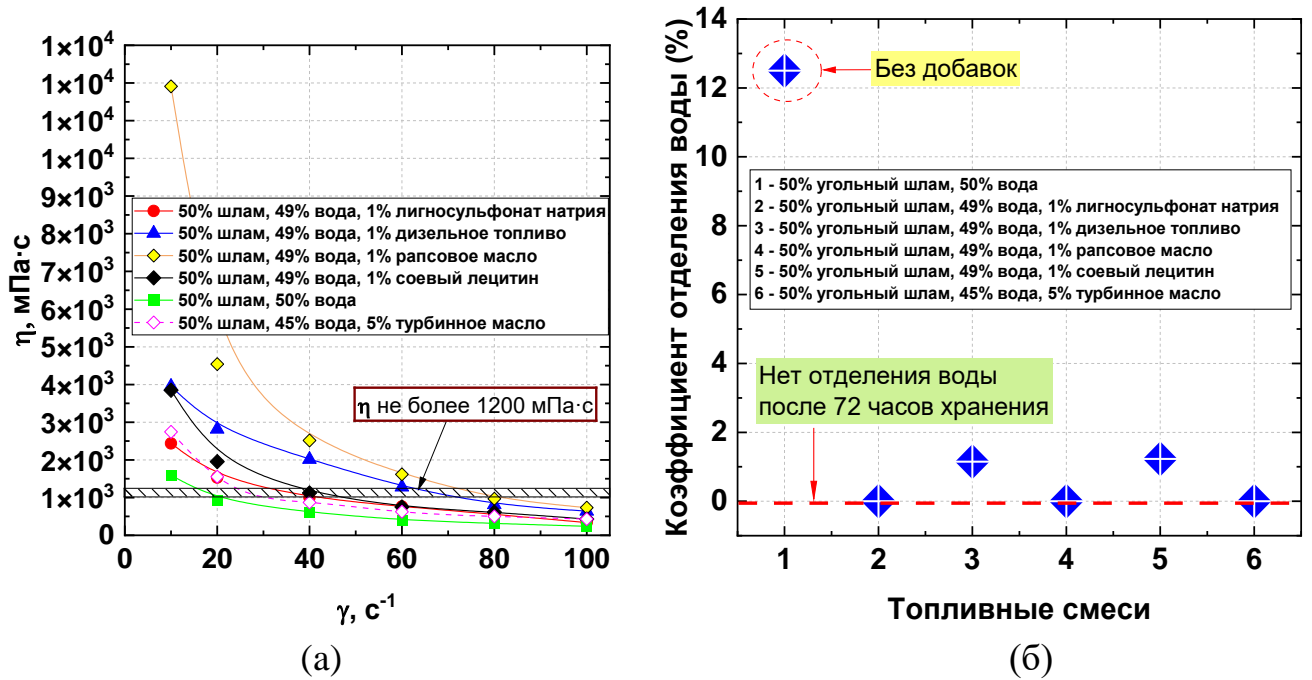 1×10⁴
1×10⁴
1×10⁴
1×10⁴
1×10⁴
9×10³
8×10³
7×10³
6×10³
5×10³
4×10³
3×10³
2×10³
1×10³
0
η, мПа·с
50% шлам, 49% вода, 1% лигносульфонат натрия
50% шлам, 49% вода, 1% дизельное топливо
50% шлам, 49% вода, 1% рапсовое масло
50% шлам, 49% вода, 1% соевый лецитин
50% шлам, 50% вода
50% шлам, 45% вода, 5% турбинное масло
η не более 1200 мПа·с
0 20 40 60 80 100
γ, с⁻¹
(а)
Коэффициент отделения воды (%)
14
12
10
8
6
4
2
0
Без добавок
1 - 50% угольный шлам, 50% вода
2 - 50% угольный шлам, 49% вода, 1% лигносульфонат натрия
3 - 50% угольный шлам, 49% вода, 1% дизельное топливо
4 - 50% угольный шлам, 49% вода, 1% рапсовое масло
5 - 50% угольный шлам, 49% вода, 1% соевый лецитин
6 - 50% угольный шлам, 45% вода, 5% турбинное масло
Нет отделения воды
после 72 часов хранения
1 2 3 4 5 6
Топливные смеси
(б)